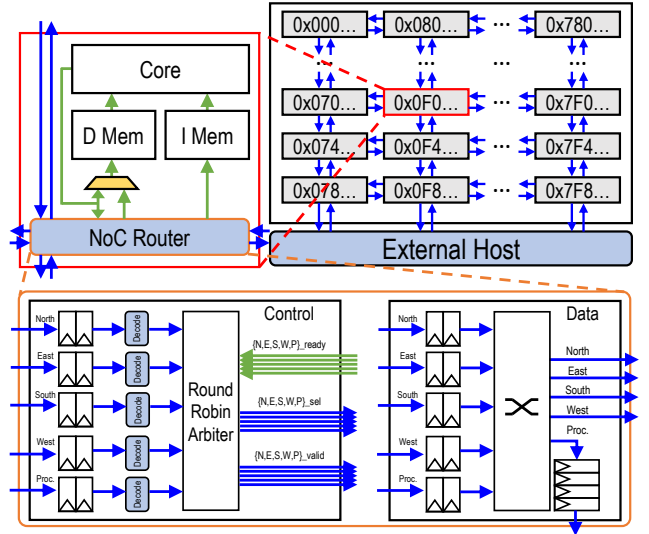 Core
D Mem
I Mem
NoC Router
0x000...
0x080...
...
0x780...
...
...
...
0x070...
0x0F0...
...
0x7F0...
0x074...
0x0F4...
...
0x7F4...
0x078...
0x0F8...
...
0x7F8...
External Host
Control
North
Decode
East
Decode
South
Decode
West
Decode
Proc.
Decode
Round
Robin
Arbiter
{N,E,S,W,P}_ready
{N,E,S,W,P}_sel
{N,E,S,W,P}_valid
Data
North
East
South
West
Proc.
North
East
South
West
Proc.